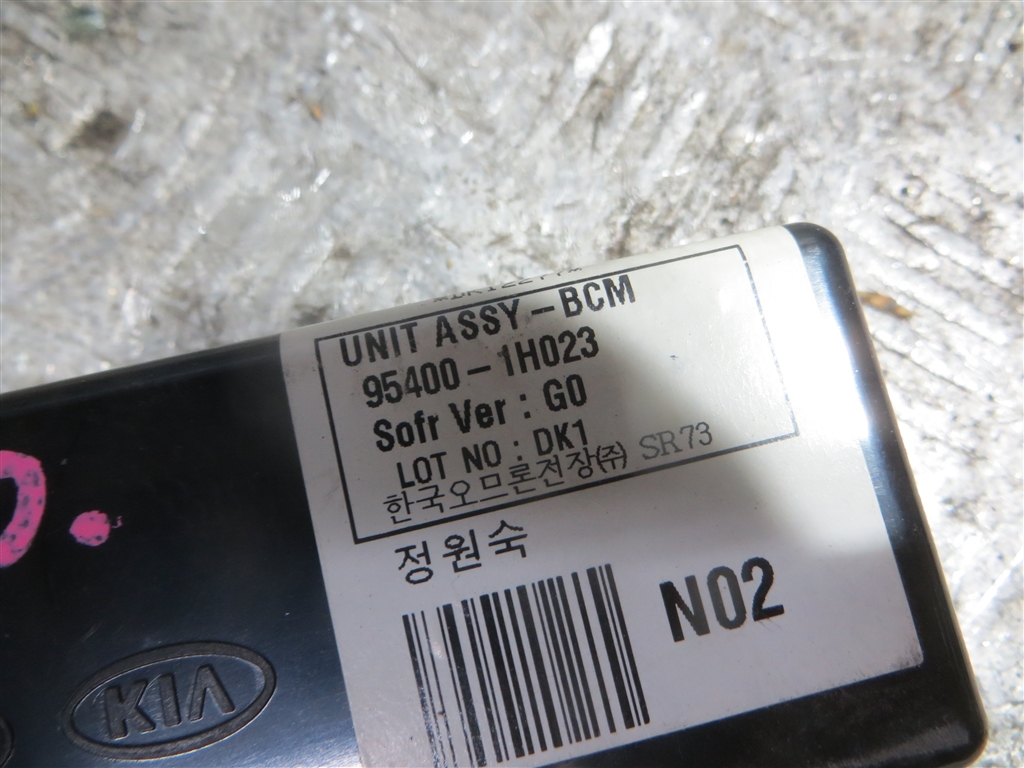 UNIT ASSY-BCM
95400-1H023
Sofr Ver : G0
LOT NO : DK1
한국오므론전장(주) SR73
정원숙
N02
KIA